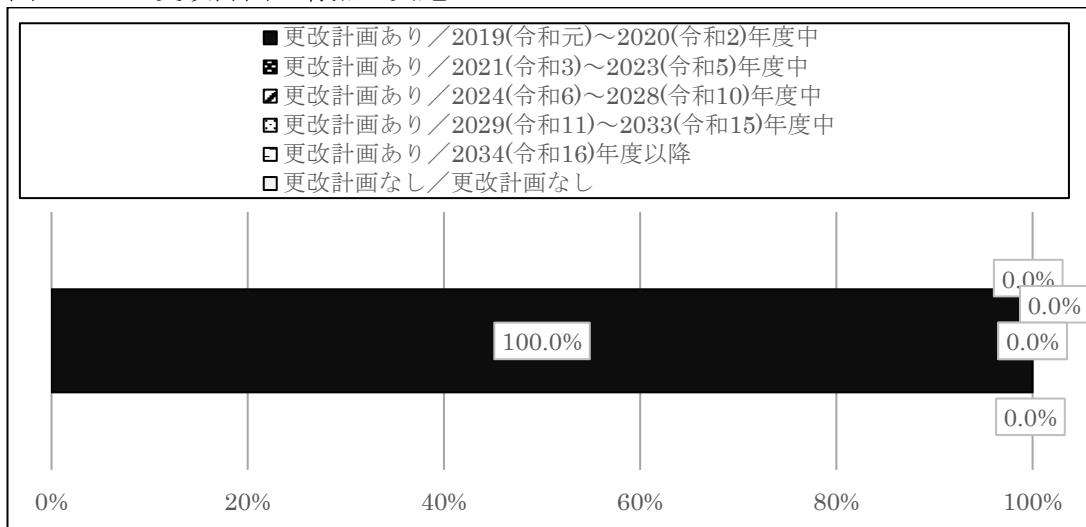 更改計画あり／2019(令和元)～2020(令和2)年度中
更改計画あり／2021(令和3)～2023(令和5)年度中
更改計画あり／2024(令和6)～2028(令和10)年度中
更改計画あり／2029(令和11)～2033(令和15)年度中
更改計画あり／2034(令和16)年度以降
更改計画なし／更改計画なし
0.0%
0.0%
100.0%
0.0%
0.0%
0%
20%
40%
60%
80%
100%